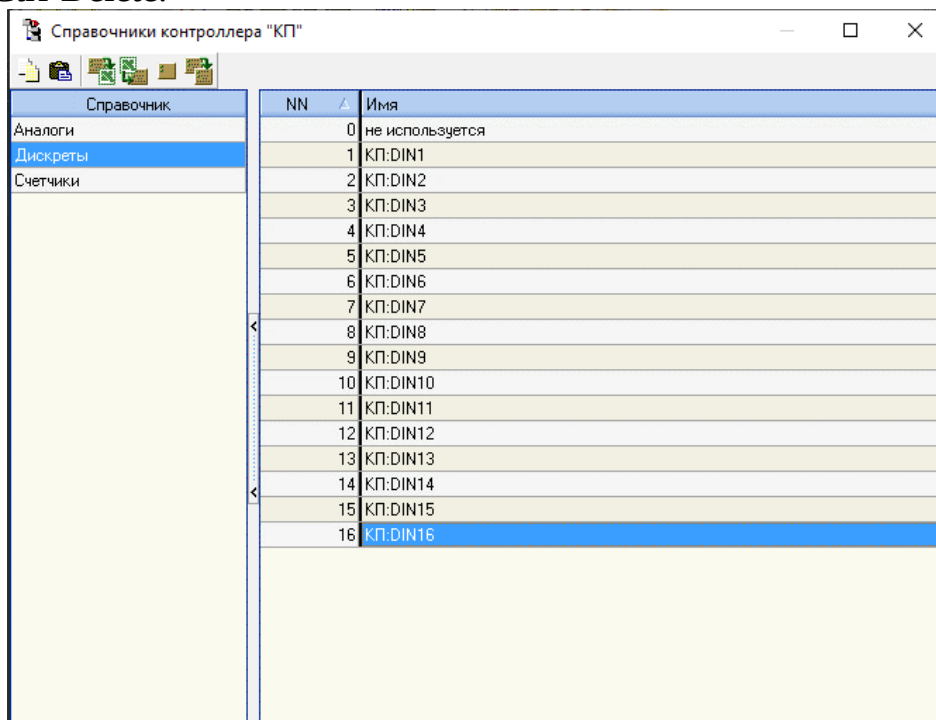 Справочники контроллера "КП"
Справочник NN Имя
Аналоги 0 не используется
Дискреты 1 КП:DIN1
Счетчики 2 КП:DIN2
3 КП:DIN3
4 КП:DIN4
5 КП:DIN5
6 КП:DIN6
7 КП:DIN7
8 КП:DIN8
9 КП:DIN9
10 КП:DIN10
11 КП:DIN11
12 КП:DIN12
13 КП:DIN13
14 КП:DIN14
15 КП:DIN15
16 КП:DIN16